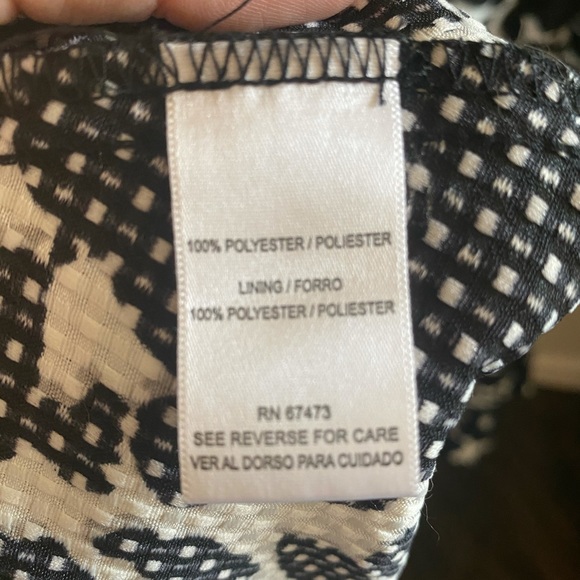 100% POLYESTER / POLIESTER
LINING / FORRO
100% POLYESTER / POLIESTER
RN 67473
SEE REVERSE FOR CARE
VER AL DORSO PARA CUIDADO